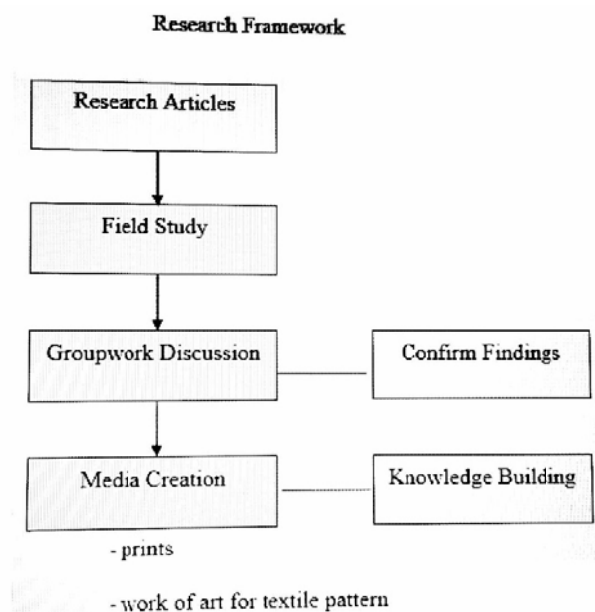 Research Framework
Research Articles
Field Study
Groupwork Discussion
Confirm Findings
Media Creation
Knowledge Building
- prints
- work of art for textile pattern